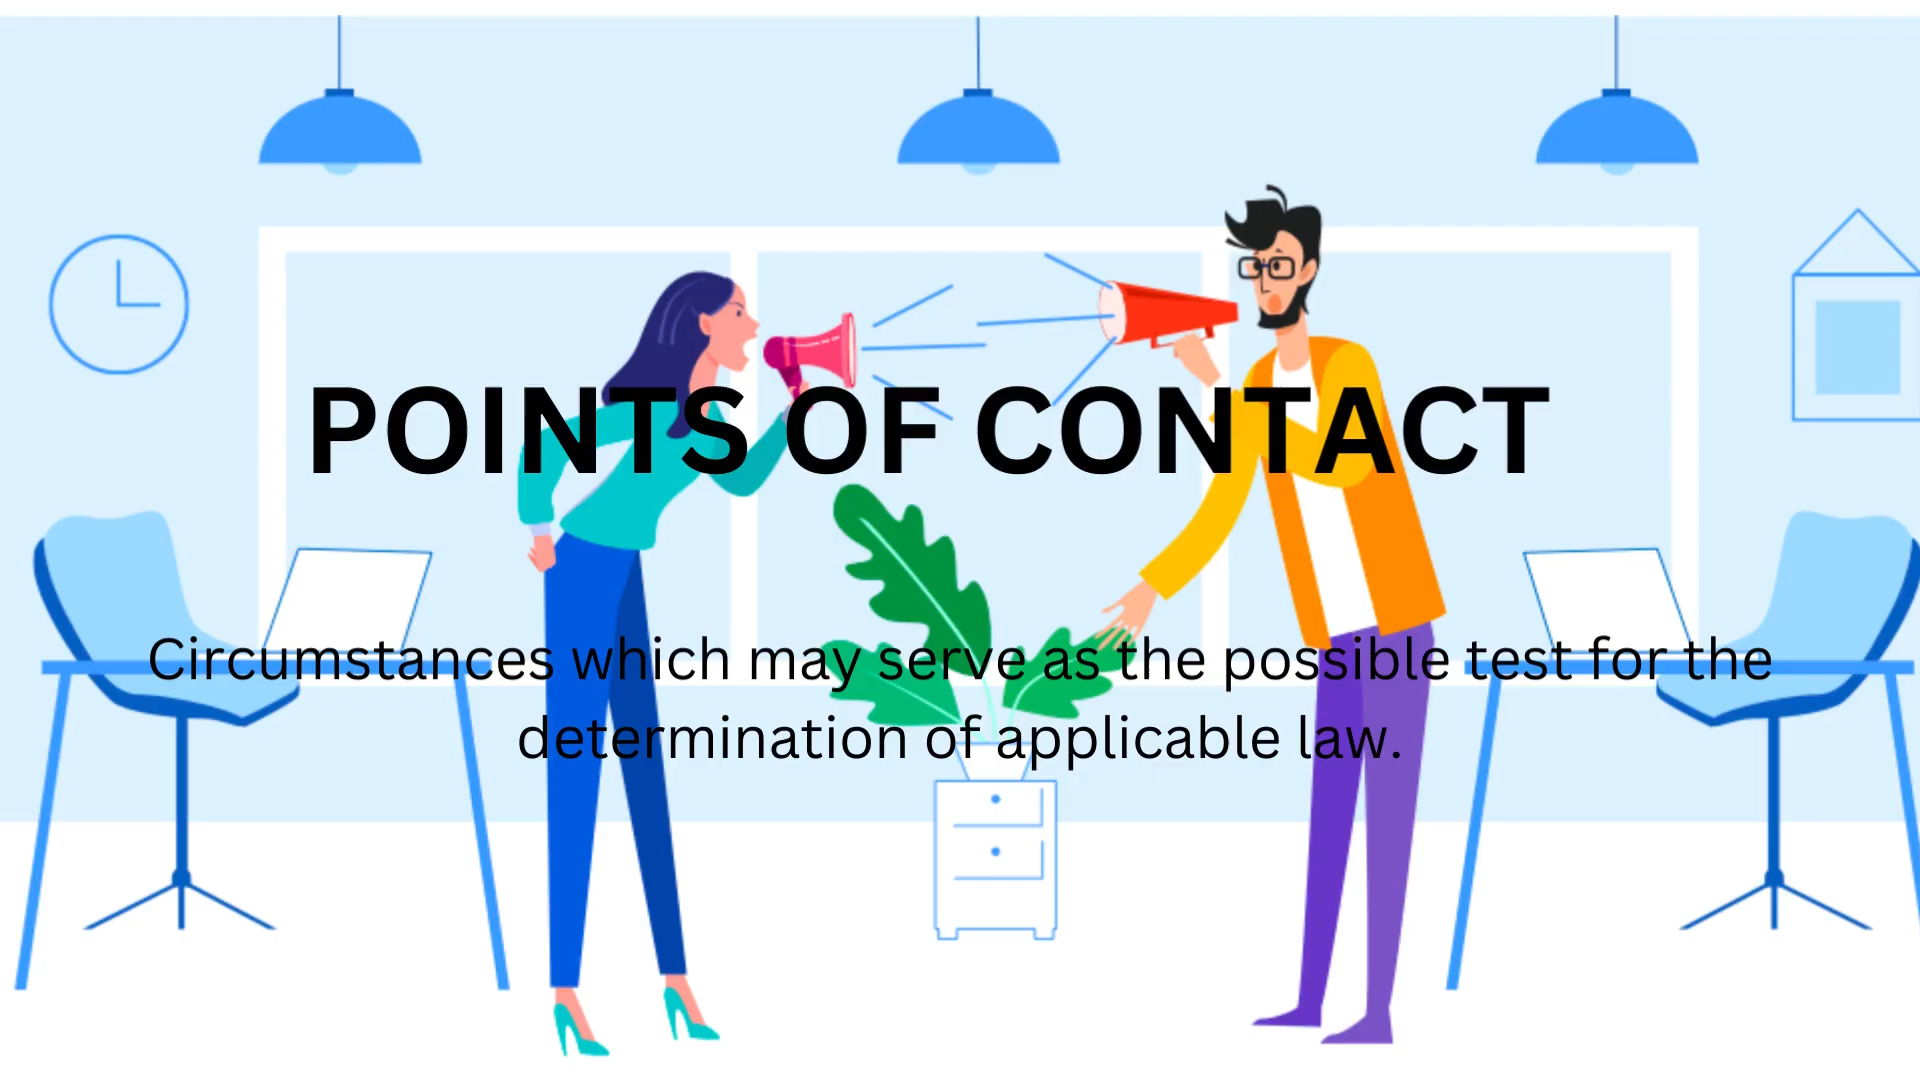 POINTS OF CONTACT
Circumstances which may serve as the possible test for the
determination of applicable law.